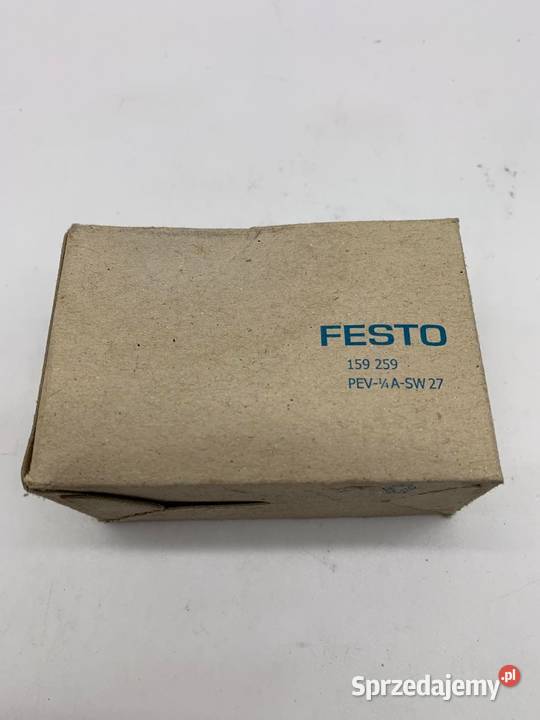 FESTO
159 259
PEV-¼A-SW 27
Sprzedajemy.pl